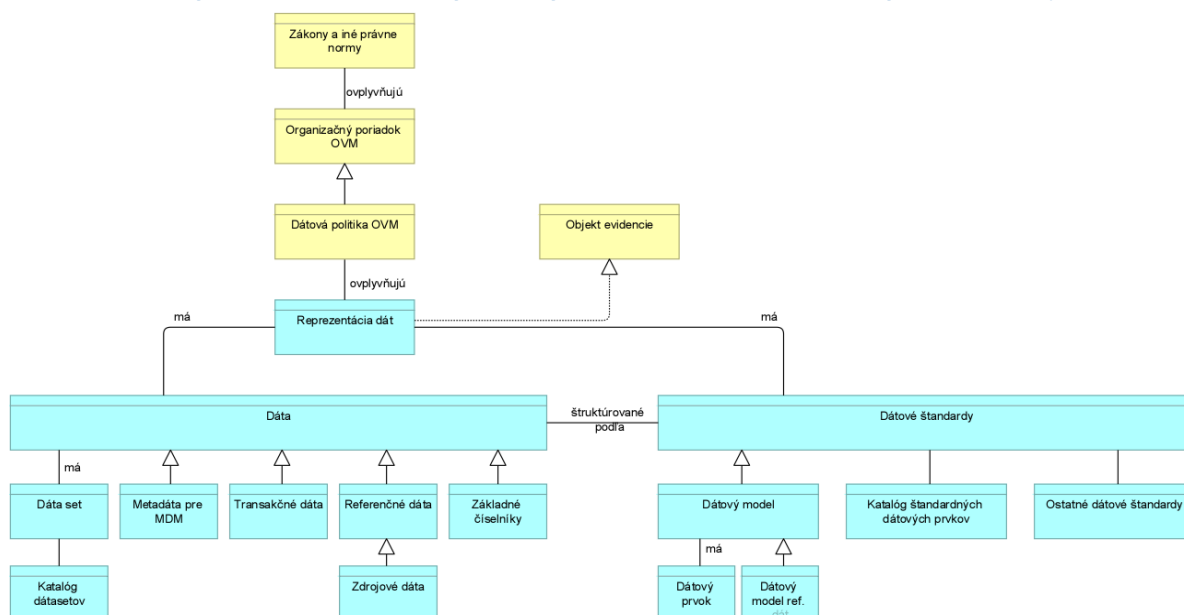 Zákony a iné právne
normy
ovplyvňujú
Organizačný poriadok
OVM
Dátová politika OVM
Objekt evidencie
ovplyvňujú
má
Reprezentácia dát
má
Dáta
štruktúrované
podľa
Dátové štandardy
má
Dáta set
Metadáta pre
MDM
Transakčné dáta
Referenčné dáta
Základné
číselníky
Dátový model
Katalóg štandardných
dátových prvkov
Ostatné dátové štandardy
má
Katalóg
dátasetov
Zdrojové dáta
Dátový
prvok
Dátový
model ref.
dát